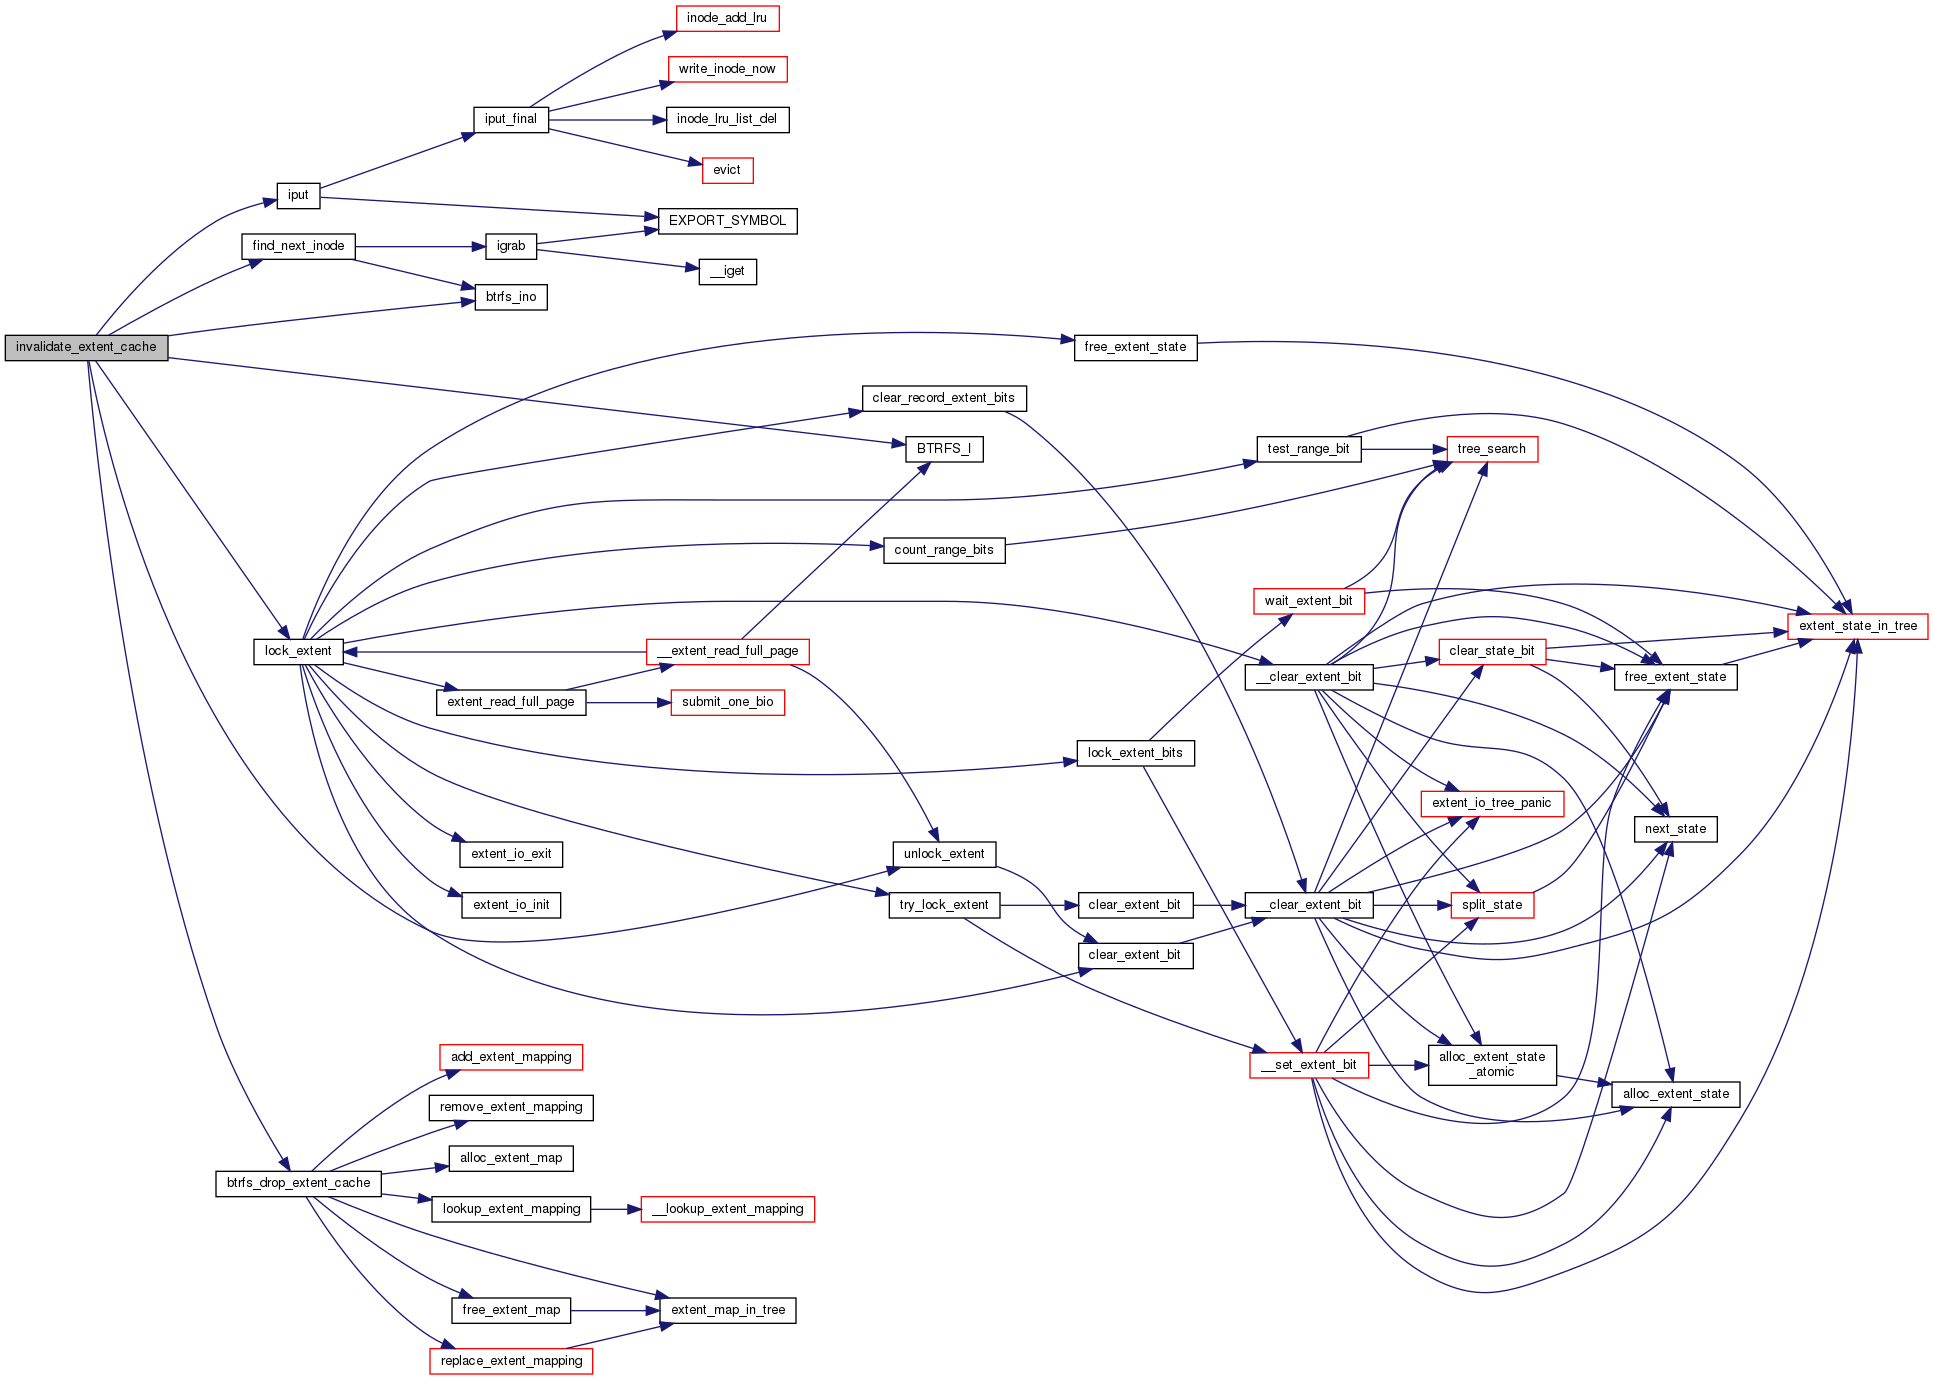 inode_add_lru
write_inode_now
iput_final
inode_lru_list_del
evict
iput
EXPORT_SYMBOL
find_next_inode
igrab
__iget
btrfs_ino
invalidate_extent_cache
free_extent_state
clear_record_extent_bits
BTRFS_I
test_range_bit
tree_search
count_range_bits
wait_extent_bit
extent_state_in_tree
lock_extent
__extent_read_full_page
clear_state_bit
__clear_extent_bit
free_extent_state
extent_read_full_page
submit_one_bio
lock_extent_bits
extent_io_tree_panic
next_state
extent_io_exit
unlock_extent
extent_io_init
try_lock_extent
clear_extent_bit
__clear_extent_bit
split_state
clear_extent_bit
add_extent_mapping
__set_extent_bit
alloc_extent_state
_atomic
alloc_extent_state
remove_extent_mapping
alloc_extent_map
btrfs_drop_extent_cache
lookup_extent_mapping
__lookup_extent_mapping
free_extent_map
extent_map_in_tree
replace_extent_mapping